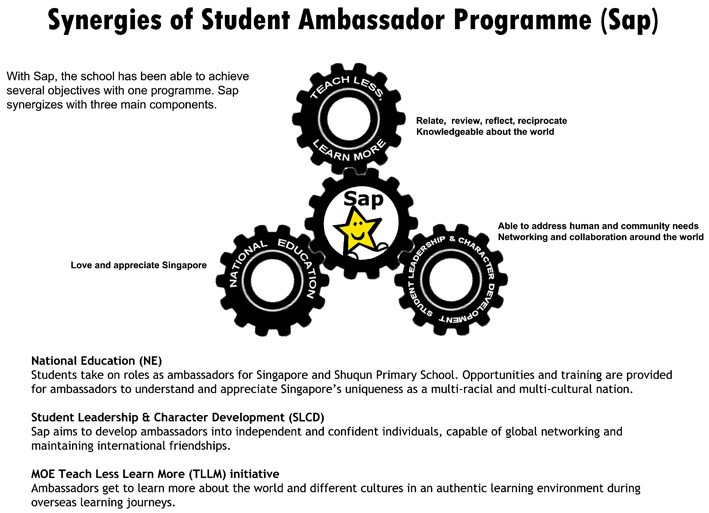 Synergies of Student Ambassador Programme (Sap)
With Sap, the school has been able to achieve
several objectives with one programme. Sap
synergizes with three main components.
TEACH LESS,
LEARN MORE
Relate, review, reflect, reciprocate
Knowledgeable about the world
Sap
Able to address human and community needs
Networking and collaboration around the world
NATIONAL EDUCATION
STUDENT LEADERSHIP & CHARACTER DEVELOPMENT
Love and appreciate Singapore
National Education (NE)
Students take on roles as ambassadors for Singapore and Shuqun Primary School. Opportunities and training are provided
for ambassadors to understand and appreciate Singapore's uniqueness as a multi-racial and multi-cultural nation.
Student Leadership & Character Development (SLCD)
Sap aims to develop ambassadors into independent and confident individuals, capable of global networking and
maintaining international friendships.
MOE Teach Less Learn More (TLLM) initiative
Ambassadors get to learn more about the world and different cultures in an authentic learning environment during
overseas learning journeys.